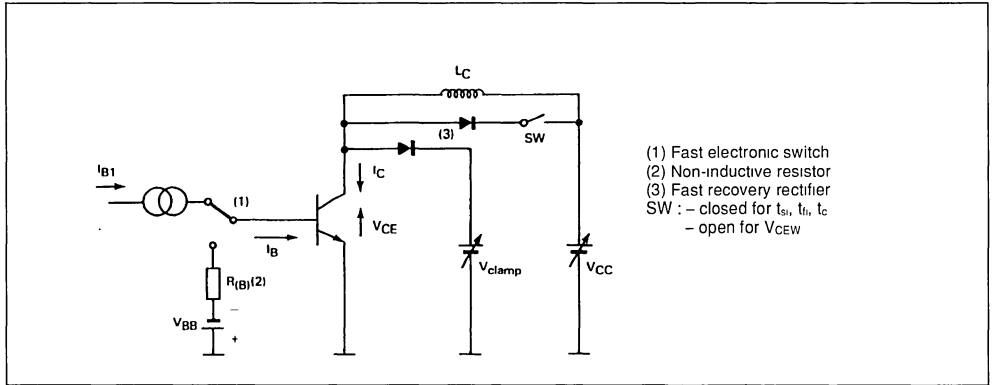 LC
(3)
SW
IB1
(1)
IC
VCE
IB
R(B)(2)
–
VBB
+
Vclamp
VCC
(1) Fast electronic switch
(2) Non-inductive resistor
(3) Fast recovery rectifier
SW : – closed for tsi, tfi, tc
– open for VCEW